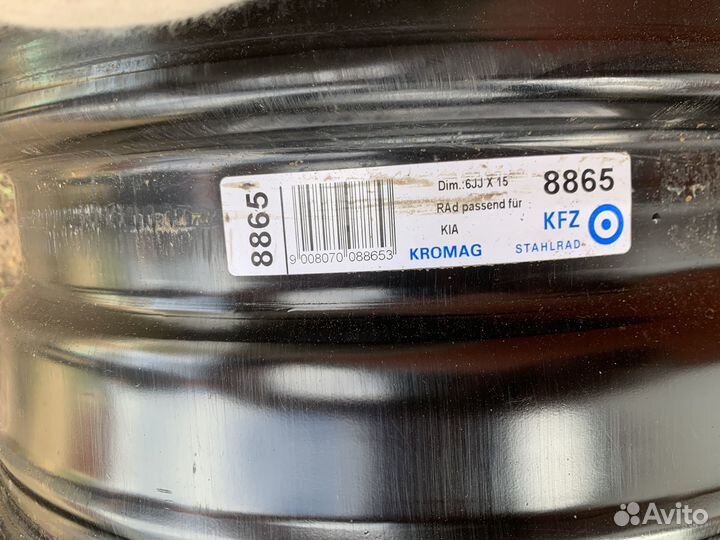 8865
9 008070 088653
Dim.:6JJ X 15
RAd passend für
KIA
KROMAG
8865
KFZ
STAHLRAD
Avito